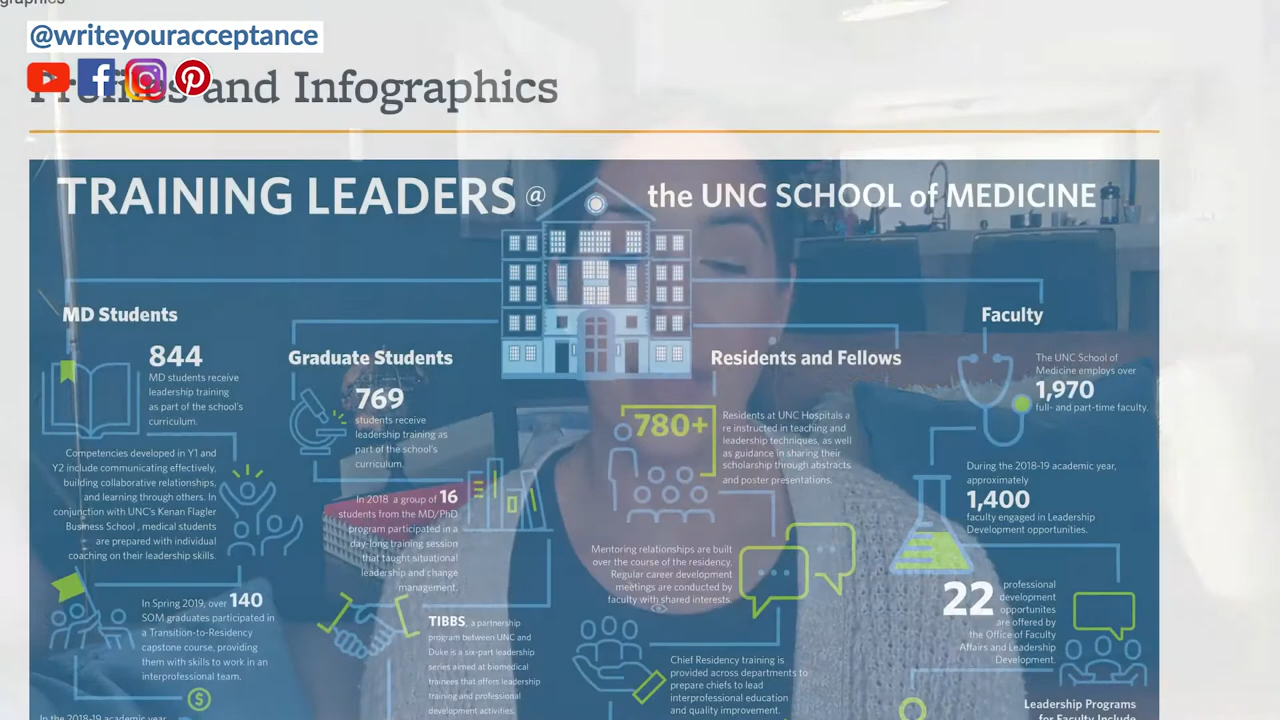 graphics
@writeyouracceptance
Profiles and Infographics
TRAINING LEADERS @ the UNC SCHOOL of MEDICINE
MD Students
844
MD students receive
leadership training
as part of the school's
curriculum.
Competencies developed in Y1 and
Y2 include communicating effectively,
building collaborative relationships,
and learning through others. In
conjunction with UNC's Kenan Flagler
Business School , medical students
are prepared with individual
coaching on their leadership skills.
In Spring 2019, over 140
SOM graduates participated in
a Transition-to-Residency
capstone course, providing
them with skills to work in an
interprofessional team.
$
In the 2018-19 academic year
Graduate Students
769
students receive
leadership training as
part of the school's
curriculum.
In 2018 a group of 16
students from the MD/PhD
program participated in a
day-long training session
that taught situational
leadership and change
management.
TIBBS, a partnership
program between UNC and
Duke is a six-part leadership
series aimed at biomedical
trainees that offers leadership
training and professional
development activities.
Residents and Fellows
780+
Residents at UNC Hospitals a
re instructed in teaching and
leadership techniques, as well
as guidance in sharing their
scholarship through abstracts
and poster presentations.
Mentoring relationships are built
over the course of the residency.
Regular career development
meetings are conducted by
faculty with shared interests.
Chief Residency training is
provided across departments to
prepare chiefs to lead
interprofessional education
and quality improvement.
Faculty
The UNC School of
Medicine employs over
1,970
full- and part-time faculty.
During the 2018-19 academic year,
approximately
1,400
faculty engaged in Leadership
Development opportunities.
22 professional
development
opportunites
are offered by
the Office of Faculty
Affairs and Leadership
Development.
Leadership Programs
for Faculty Include